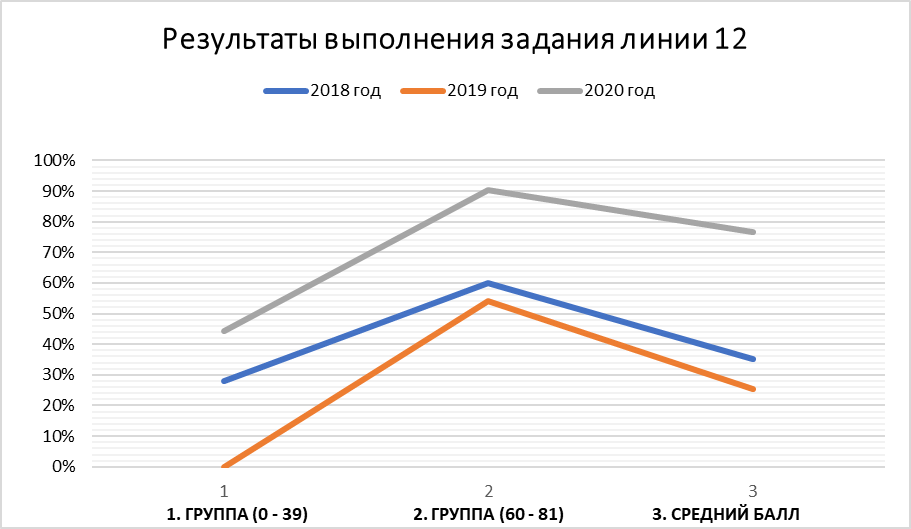 Результаты выполнения задания линии 12
2018 год 2019 год 2020 год
100%
90%
80%
70%
60%
50%
40%
30%
20%
10%
0%
1 2 3
1. ГРУППА (0 - 39) 2. ГРУППА (60 - 81) 3. СРЕДНИЙ БАЛЛ